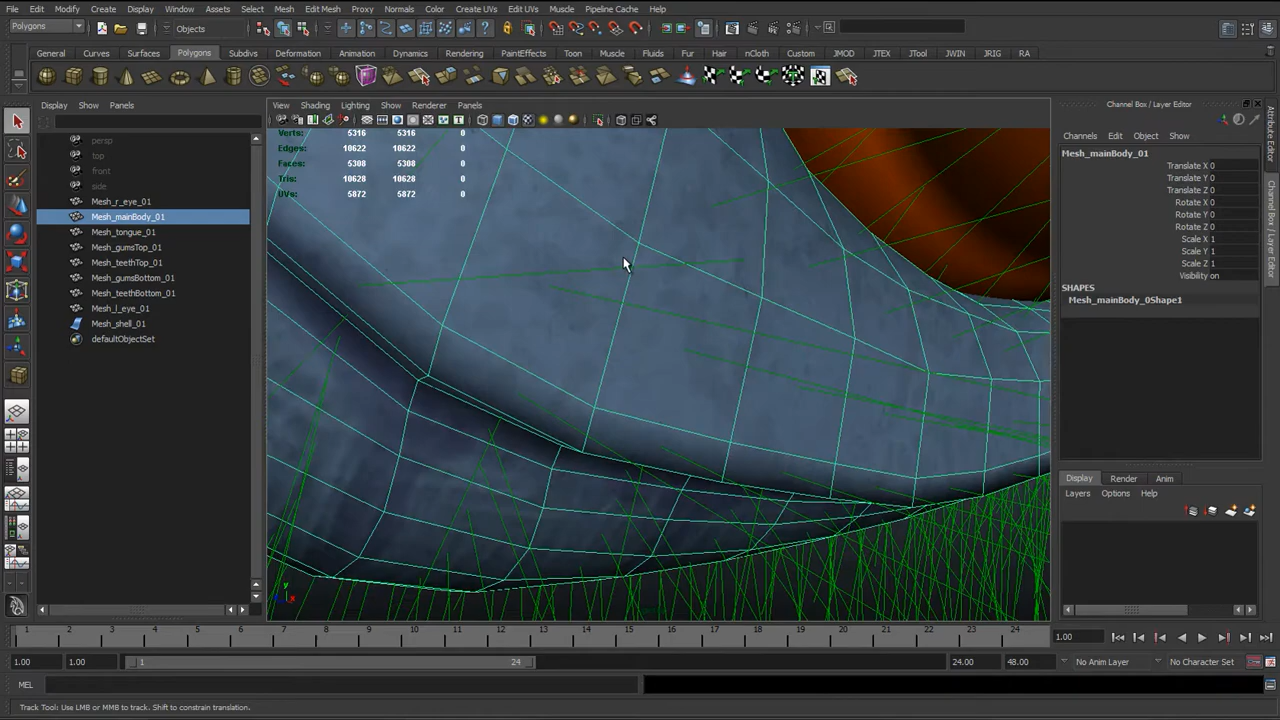 File Edit Modify Create Display Window Assets Select Mesh Edit Mesh Proxy Normals Color Create UVs Edit UVs Muscle Pipeline Cache Help
Polygons Objects
General Curves Surfaces Polygons Subdivs Deformation Animation Dynamics Rendering PaintEffects Toon Muscle Fluids Fur Hair nCloth Custom JMOD JTEX JTool JWIN JRIG RA
Display Show Panels
View Shading Lighting Show Renderer Panels
Channel Box / Layer Editor
Channels Edit Object Show
persp
top
front
side
Mesh_r_eye_01
Mesh_mainBody_01
Mesh_tongue_01
Mesh_gumsTop_01
Mesh_teethTop_01
Mesh_gumsBottom_01
Mesh_teethBottom_01
Mesh_l_eye_01
Mesh_shell_01
defaultObjectSet
Verts: 5316 5316 0
Edges: 10622 10622 0
Faces: 5308 5308 0
Tris: 10628 10628 0
UVs: 5872 5872 0
y
x
Mesh_mainBody_01
Translate X 0
Translate Y 0
Translate Z 0
Rotate X 0
Rotate Y 0
Rotate Z 0
Scale X 1
Scale Y 1
Scale Z 1
Visibility on
SHAPES
Mesh_mainBody_0Shape1
Display Render Anim
Layers Options Help
Attribute Editor
Channel Box / Layer Editor
1 2 3 4 5 6 7 8 9 10 11 12 13 14 15 16 17 18 19 20 21 22 23 24
1.00
1.00 1.00 1 24 24.00 48.00 No Anim Layer No Character Set
MEL
Track Tool: Use LMB or MMB to track. Shift to constrain translation.